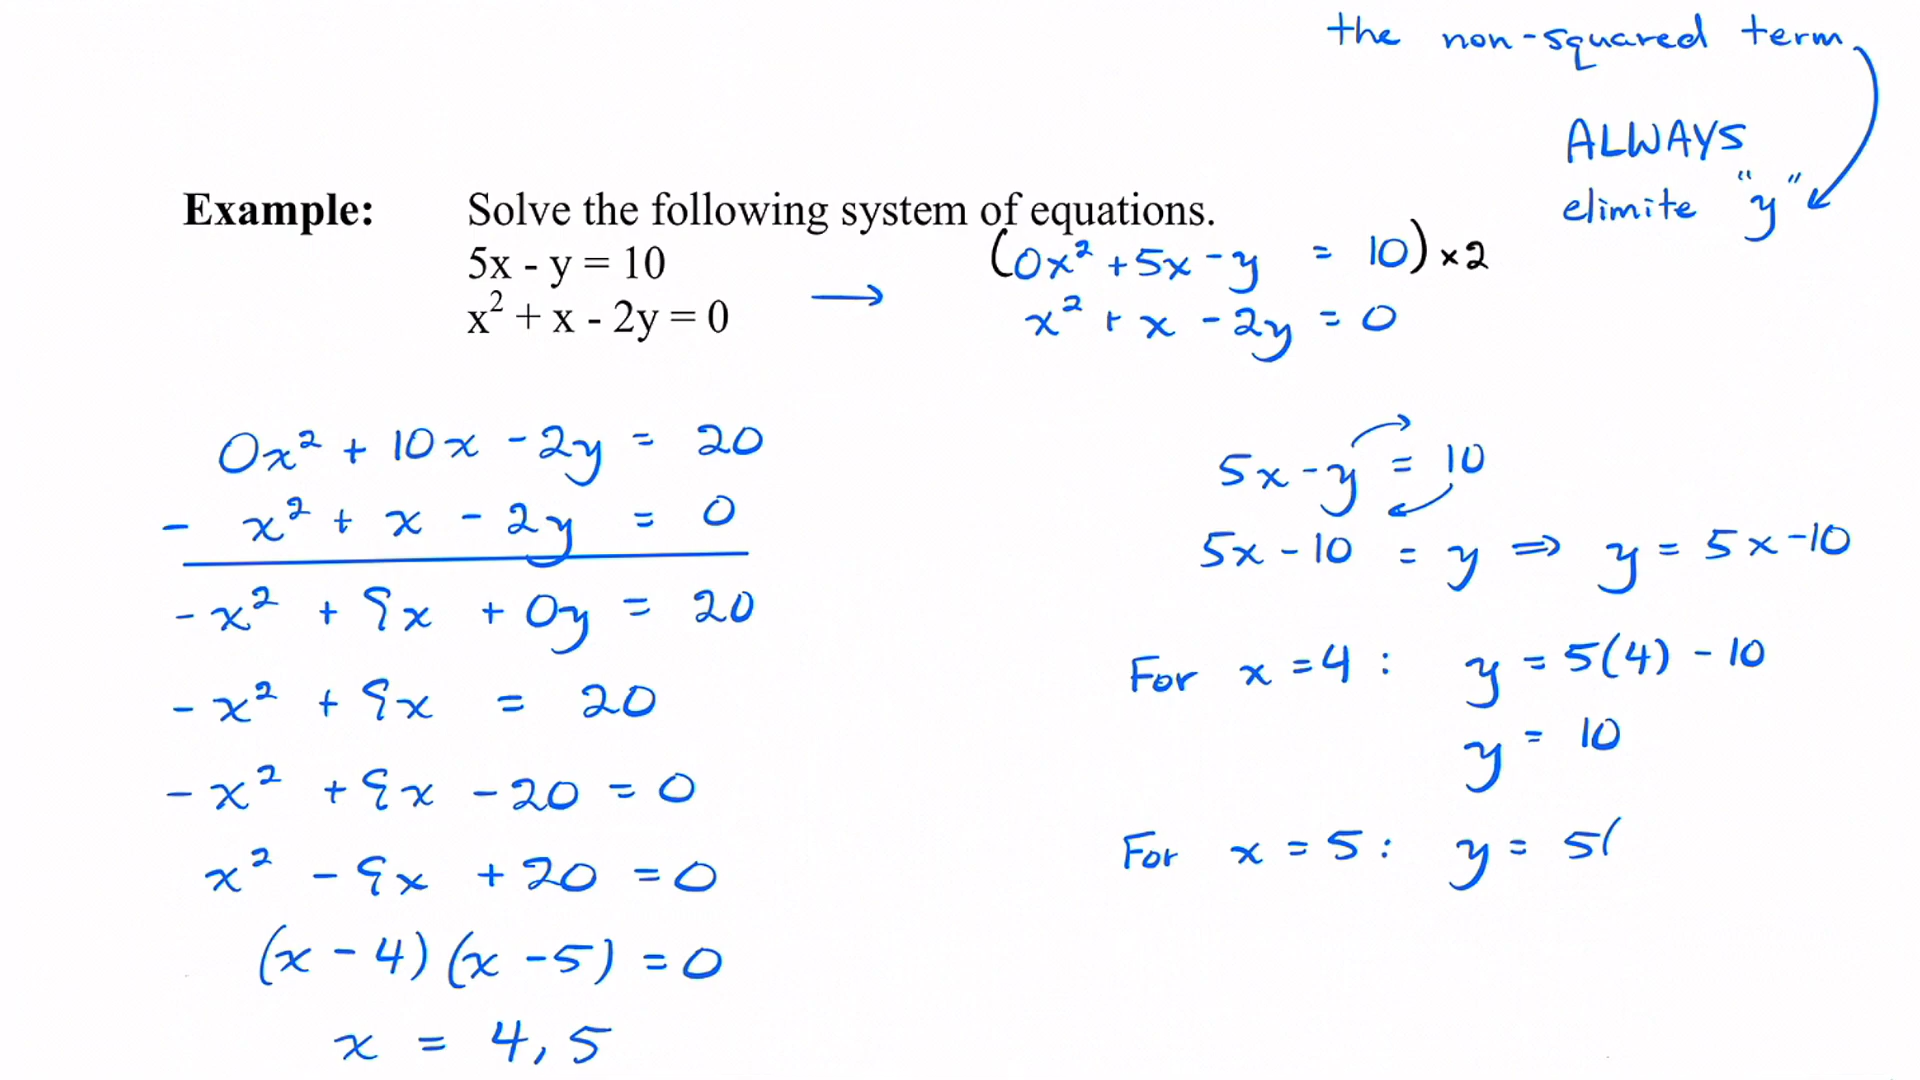 the non-squared term
ALWAYS
elimite "y"
Example: Solve the following system of equations.
5x - y = 10
x² + x - 2y = 0
→
(0x² + 5x - y = 10) × 2
x² + x - 2y = 0
0x² + 10x - 2y = 20
- x² + x - 2y = 0
-x² + 9x + 0y = 20
-x² + 9x = 20
-x² + 9x - 20 = 0
x² - 9x + 20 = 0
(x - 4)(x - 5) = 0
x = 4, 5
5x - y = 10
5x - 10 = y ⇒ y = 5x - 10
For x = 4 : y = 5(4) - 10
y = 10
For x = 5 : y = 5(